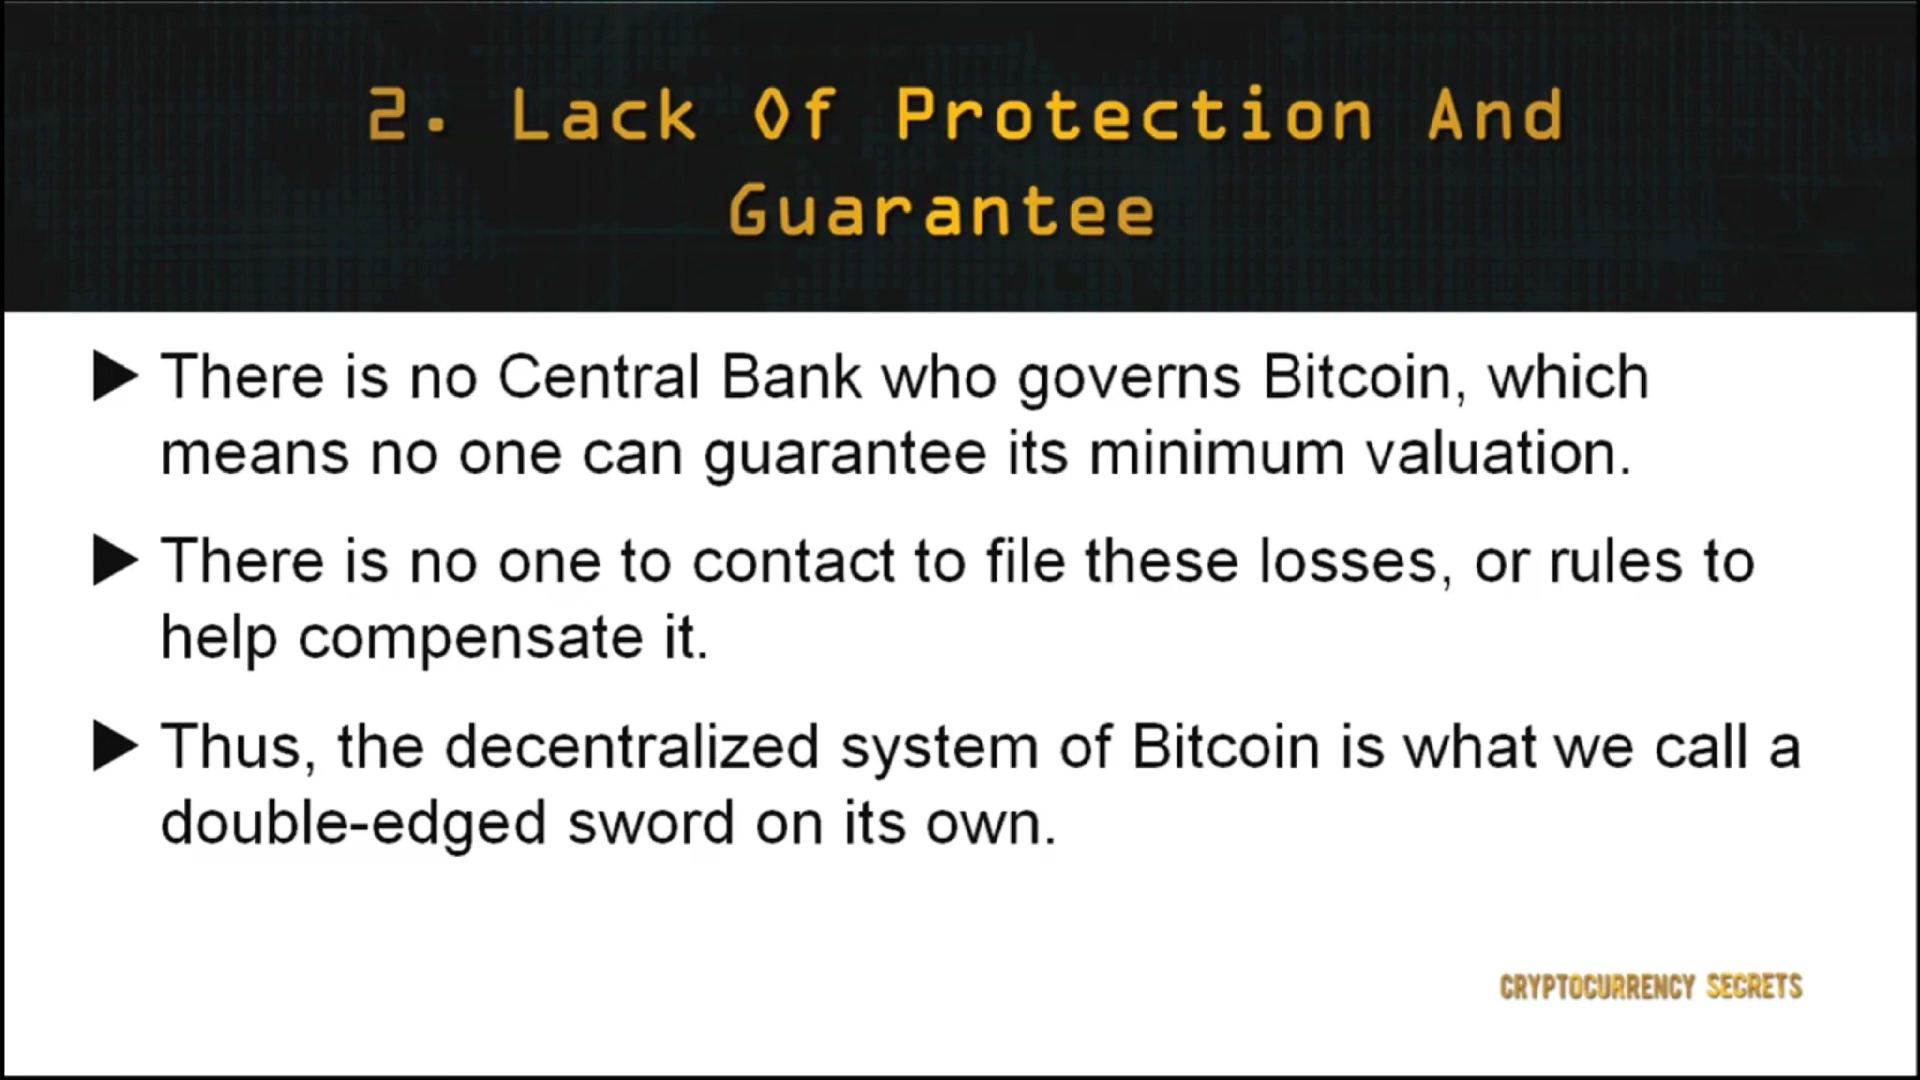 2. Lack Of Protection And
Guarantee
There is no Central Bank who governs Bitcoin, which
means no one can guarantee its minimum valuation.
There is no one to contact to file these losses, or rules to
help compensate it.
Thus, the decentralized system of Bitcoin is what we call a
double-edged sword on its own.
CRYPTOCURRENCY SECRETS